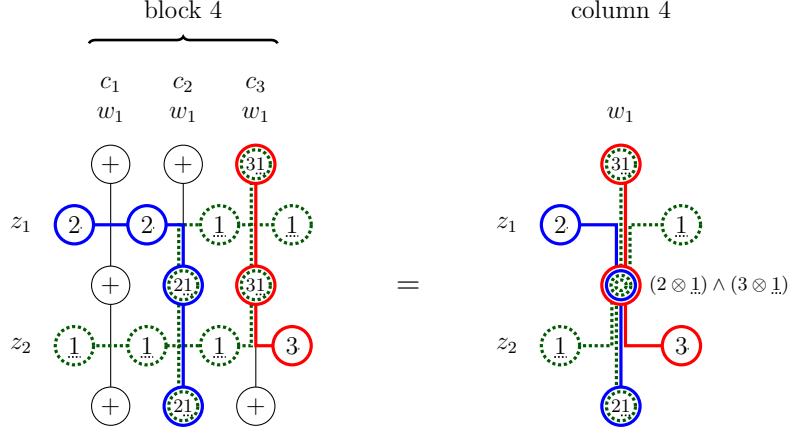 block 4 column 4
c₁ c₂ c₃
w₁ w₁ w₁ w₁
+ + 31 31
z₁ 2 2 1 1 z₁ 2 1
+ 21 31 = (2 ⊗ 1) ∧ (3 ⊗ 1)
z₂ 1 1 1 3 z₂ 1 3
+ 21 + 21